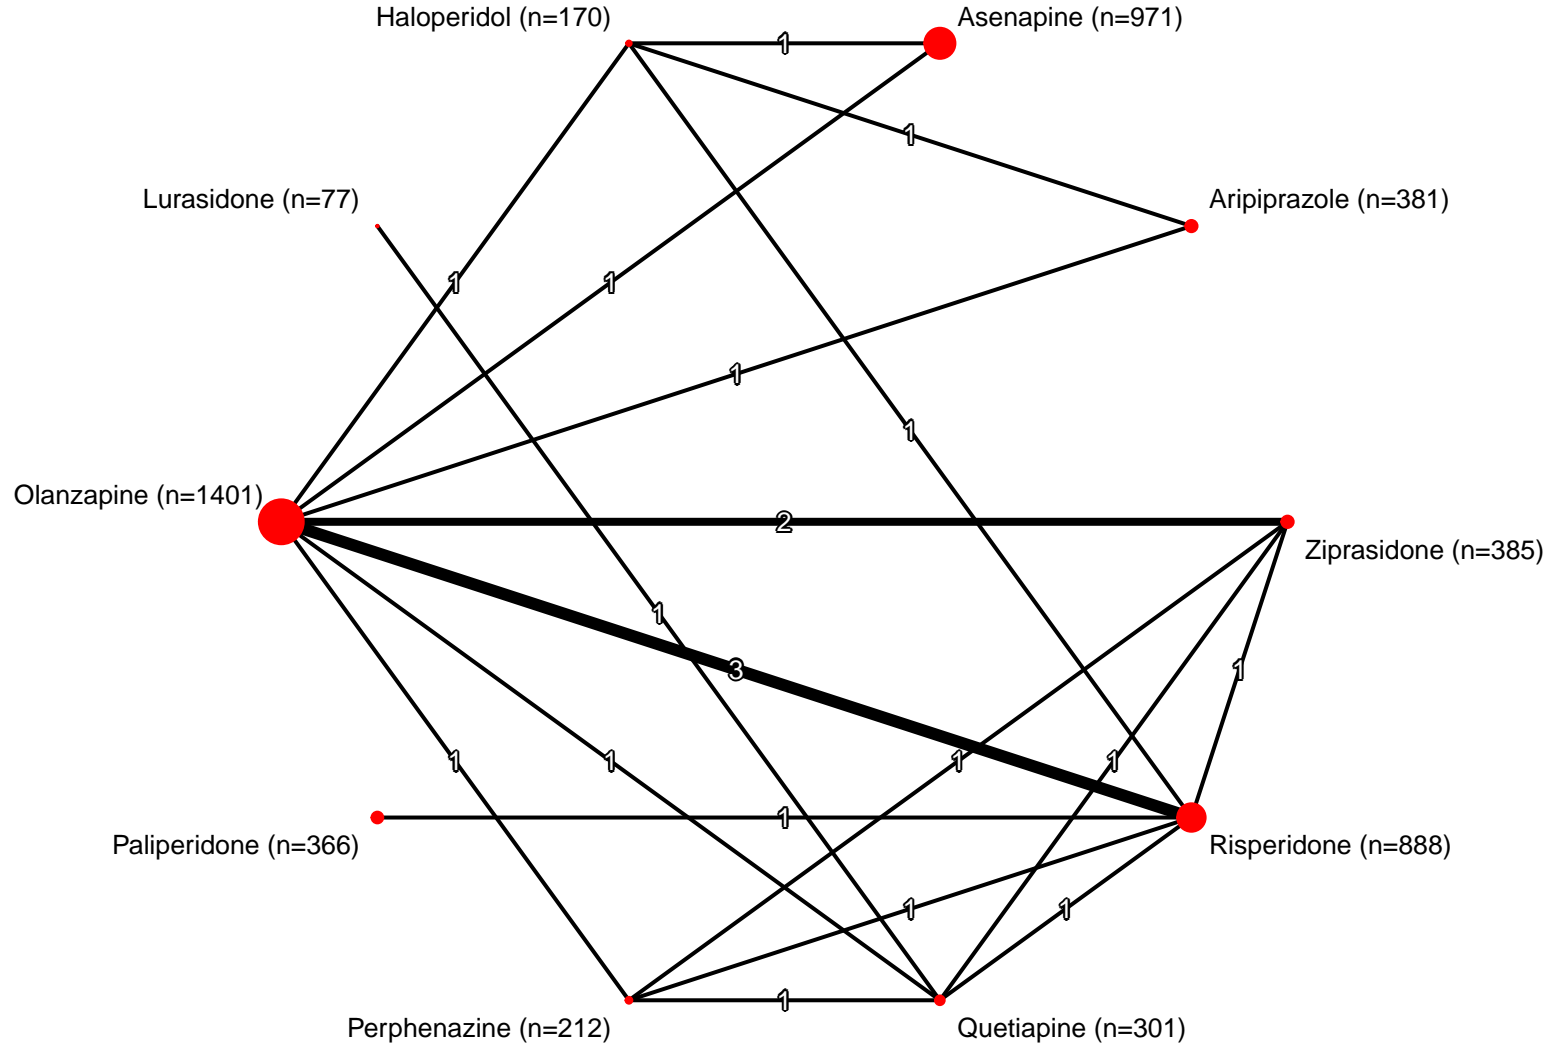 Haloperidol (n=170)
Asenapine (n=971)
1
1
Lurasidone (n=77)
Aripiprazole (n=381)
1
1
1
1
Olanzapine (n=1401)
2
Ziprasidone (n=385)
1
3
1
1
1
1
1
1
Paliperidone (n=366)
Risperidone (n=888)
1
1
1
Perphenazine (n=212)
Quetiapine (n=301)